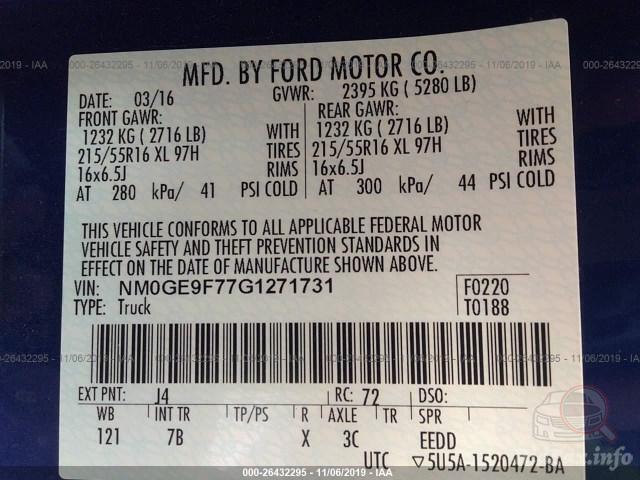 000-26432295 - 11/06/2019 - IAA
MFD. BY FORD MOTOR CO.
DATE: 03/16 GVWR: 2395 KG ( 5280 LB)
FRONT GAWR: REAR GAWR:
1232 KG ( 2716 LB) WITH 1232 KG ( 2716 LB) WITH
215/55R16 XL 97H TIRES 215/55R16 XL 97H TIRES
16x6.5J RIMS 16x6.5J RIMS
AT 280 kPa/ 41 PSI COLD AT 300 kPa/ 44 PSI COLD
THIS VEHICLE CONFORMS TO ALL APPLICABLE FEDERAL MOTOR
VEHICLE SAFETY AND THEFT PREVENTION STANDARDS IN
EFFECT ON THE DATE OF MANUFACTURE SHOWN ABOVE.
VIN: NM0GE9F77G1271731 F0220
TYPE: Truck T0188
000-26432295 - 11/06/2019 - IAA
EXT PNT: J4 RC: 72 DSO:
WB INT TR TP/PS R AXLE TR SPR
121 7B X 3C EEDD
UTC ▽5U5A-1520472-BA
000-26432295 - 11/06/2019 - IAA